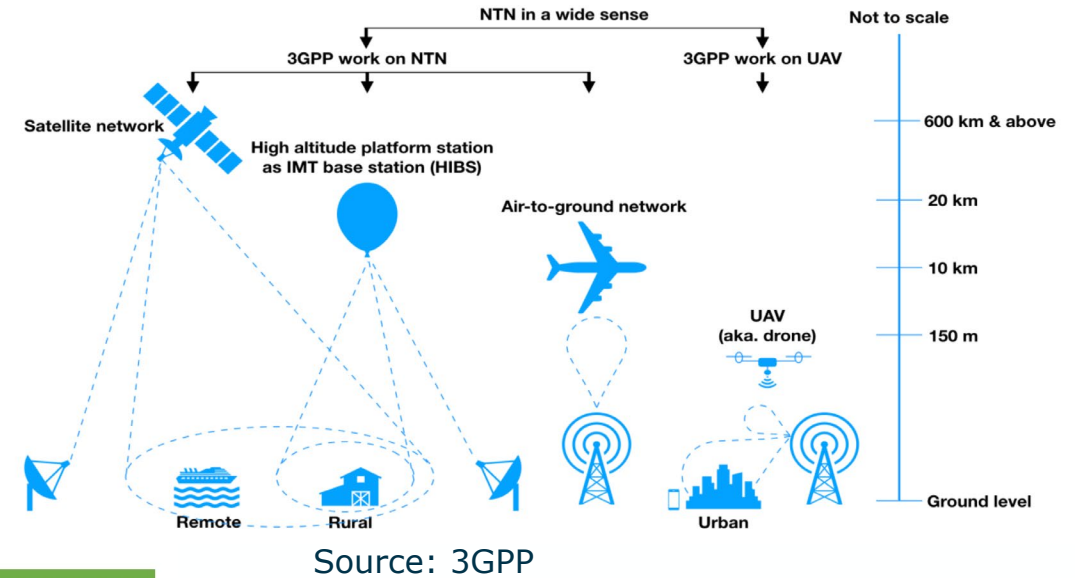 NTN in a wide sense
Not to scale
3GPP work on NTN
3GPP work on UAV
Satellite network
600 km & above
High altitude platform station
as IMT base station (HIBS)
20 km
Air-to-ground network
10 km
UAV
(aka. drone)
150 m
Remote
Rural
Urban
Ground level
Source: 3GPP